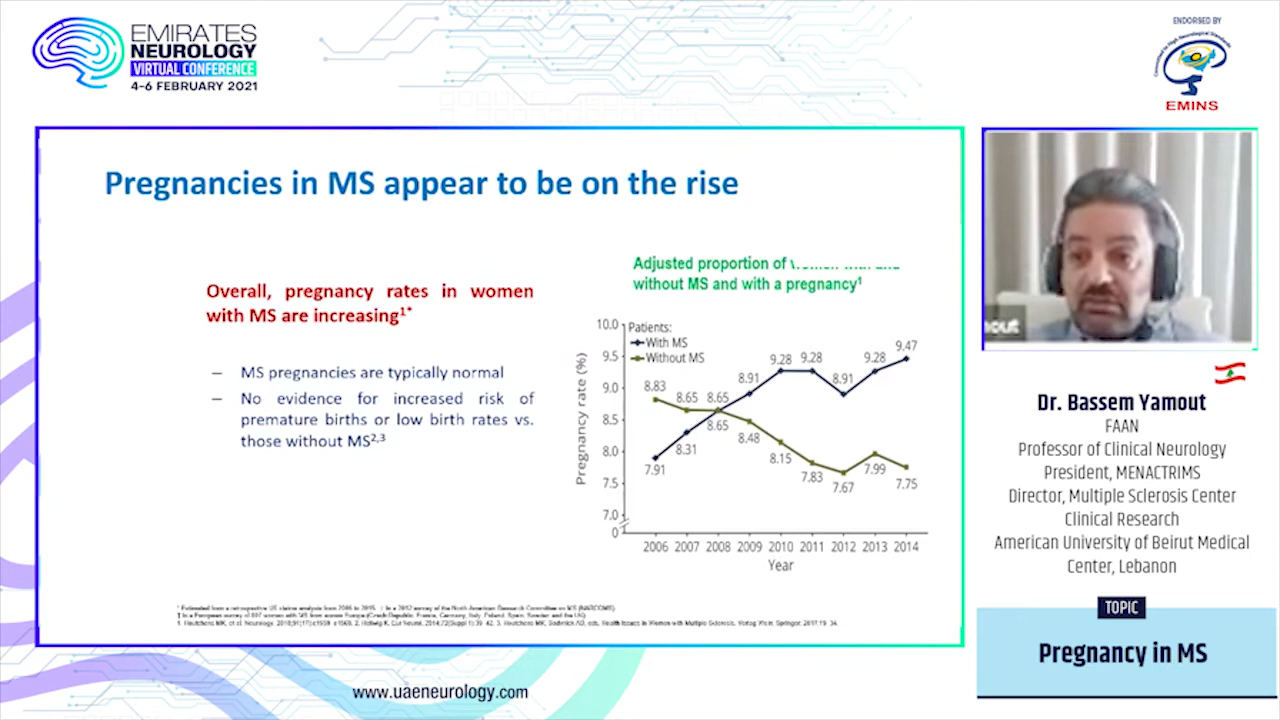 EMIRATES
NEUROLOGY
VIRTUAL CONFERENCE
4-6 FEBRUARY 2021
ENDORSED BY
EMINS
Pregnancies in MS appear to be on the rise
Overall, pregnancy rates in women
with MS are increasing1*
– MS pregnancies are typically normal
– No evidence for increased risk of
premature births or low birth rates vs.
those without MS2,3
Adjusted proportion of women with and
without MS and with a pregnancy1
Patients:
With MS
Without MS
Pregnancy rate (%)
10.0
9.5
9.0
8.5
8.0
7.5
7.0
0
7.91
8.31
8.65
8.91
9.28
9.28
8.91
9.28
9.47
8.83
8.65
8.65
8.48
8.15
7.83
7.67
7.99
7.75
2006 2007 2008 2009 2010 2011 2012 2013 2014
Year
out
Dr. Bassem Yamout
FAAN
Professor of Clinical Neurology
President, MENACTRIMS
Director, Multiple Sclerosis Center
Clinical Research
American University of Beirut Medical
Center, Lebanon
TOPIC
Pregnancy in MS
www.uaeneurology.com